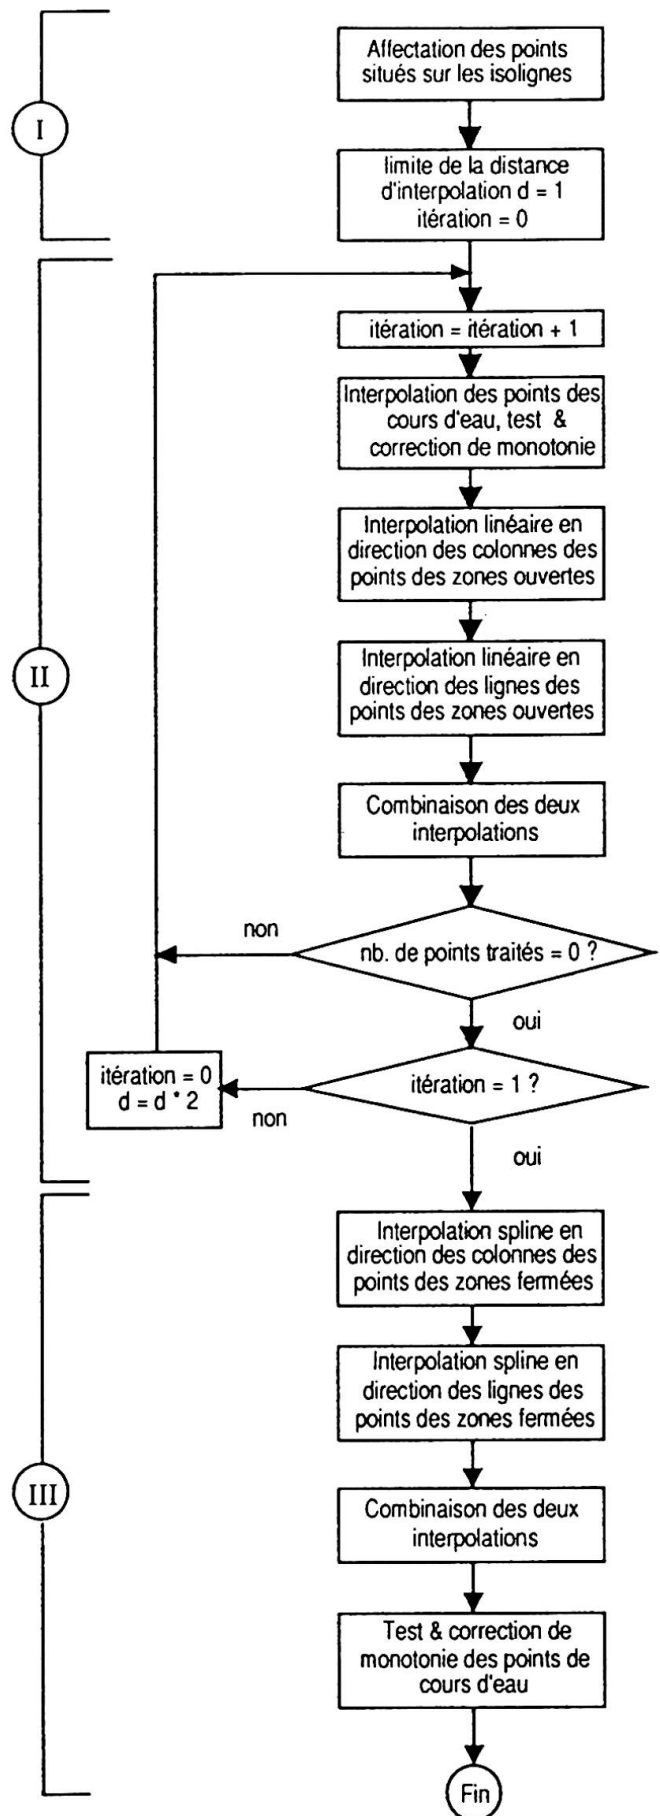 Affectation des points
situés sur les isolignes
I
limite de la distance
d'interpolation d = 1
itération = 0
itération = itération + 1
Interpolation des points des
cours d'eau, test &
correction de monotonie
Interpolation linéaire en
direction des colonnes des
points des zones ouvertes
II
Interpolation linéaire en
direction des lignes des
points des zones ouvertes
Combinaison des deux
interpolations
non
nb. de points traités = 0 ?
oui
itération = 0
d = d * 2
non
itération = 1 ?
oui
Interpolation spline en
direction des colonnes des
points des zones fermées
Interpolation spline en
direction des lignes des
points des zones fermées
III
Combinaison des deux
interpolations
Test & correction de
monotonie des points de
cours d'eau
Fin